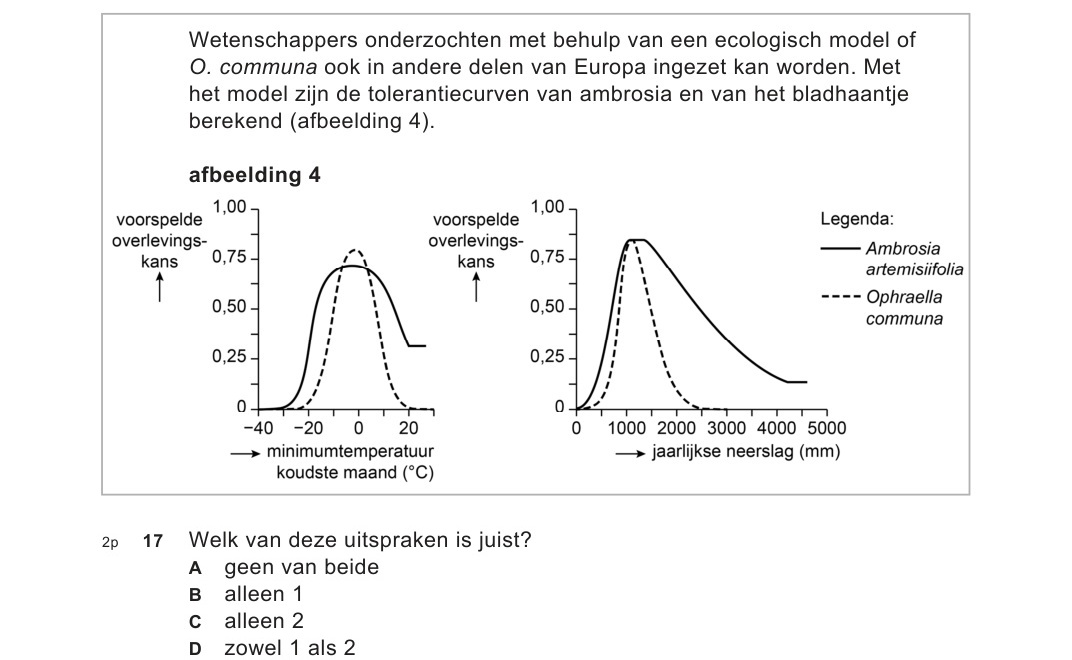 Wetenschappers onderzochten met behulp van een ecologisch model of
O. communa ook in andere delen van Europa ingezet kan worden. Met
het model zijn de tolerantiecurven van ambrosia en van het bladhaantje
berekend (afbeelding 4).
afbeelding 4
voorspelde
overlevings-
kans
1,00
0,75
0,50
0,25
0
−40 −20 0 20
minimumtemperatuur
koudste maand (°C)
voorspelde
overlevings-
kans
1,00
0,75
0,50
0,25
0
0 1000 2000 3000 4000 5000
jaarlijkse neerslag (mm)
Legenda:
Ambrosia
artemisiifolia
Ophraella
communa
2p 17 Welk van deze uitspraken is juist?
A geen van beide
B alleen 1
C alleen 2
D zowel 1 als 2